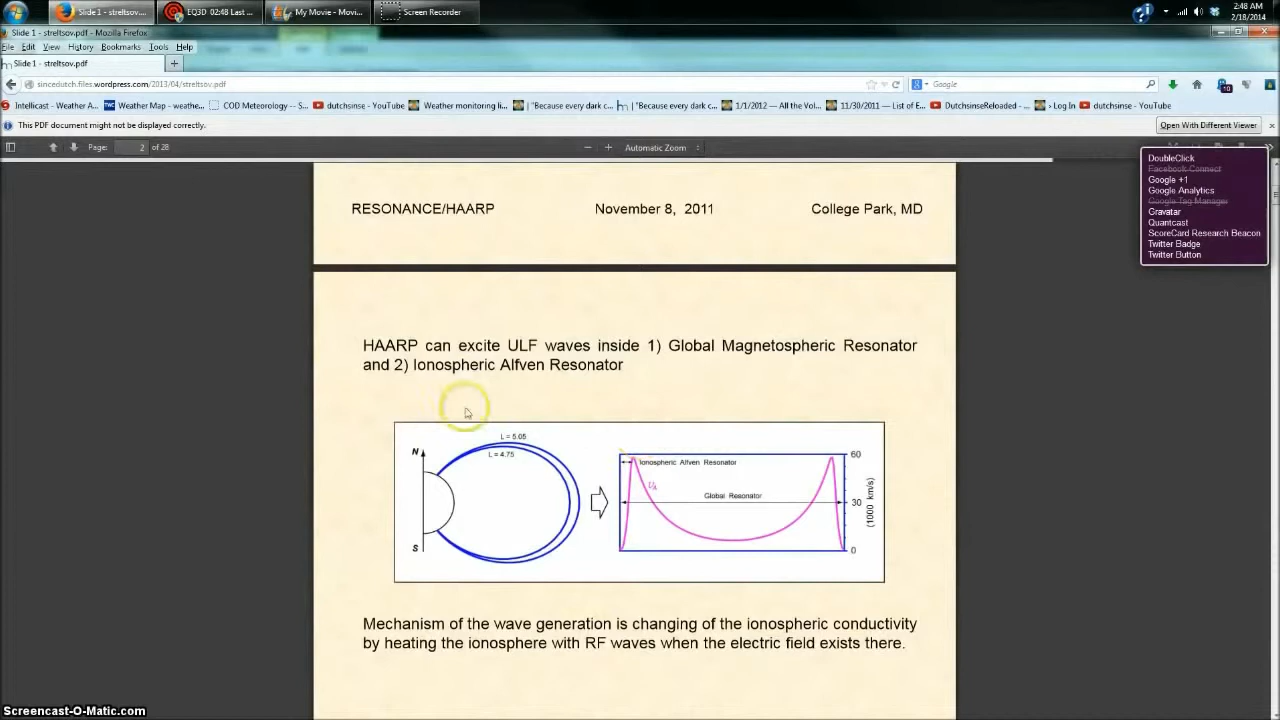 Slide 1 - streltsov....
EQ3D 02:48 Last ...
My Movie - Movi...
Screen Recorder
2:48 AM
2/18/2014
Slide 1 - streltsov.pdf - Mozilla Firefox
File Edit View History Bookmarks Tools Help
Slide 1 - streltsov.pdf
sincedutch.files.wordpress.com/2013/04/streltsov.pdf
Google
Intellicast - Weather A...
Weather Map - weathe...
COD Meteorology -- S...
dutchsinse - YouTube
Weather monitoring li...
"Because every dark c...
"Because every dark c...
1/1/2012 — All the Vol...
11/30/2011 — List of E...
DutchsinseReloaded - ...
› Log In
dutchsinse - YouTube
This PDF document might not be displayed correctly.
Open With Different Viewer
Page: 2 of 28
Automatic Zoom
DoubleClick
Facebook Connect
Google +1
Google Analytics
Google Tag Manager
Gravatar
Quantcast
ScoreCard Research Beacon
Twitter Badge
Twitter Button
RESONANCE/HAARP November 8, 2011 College Park, MD
HAARP can excite ULF waves inside 1) Global Magnetospheric Resonator
and 2) Ionospheric Alfven Resonator
N
L = 5.05
L = 4.75
S
Ionospheric Alfven Resonator
Global Resonator
60
30
0
(1000 km/s)
Mechanism of the wave generation is changing of the ionospheric conductivity
by heating the ionosphere with RF waves when the electric field exists there.
Screencast-O-Matic.com